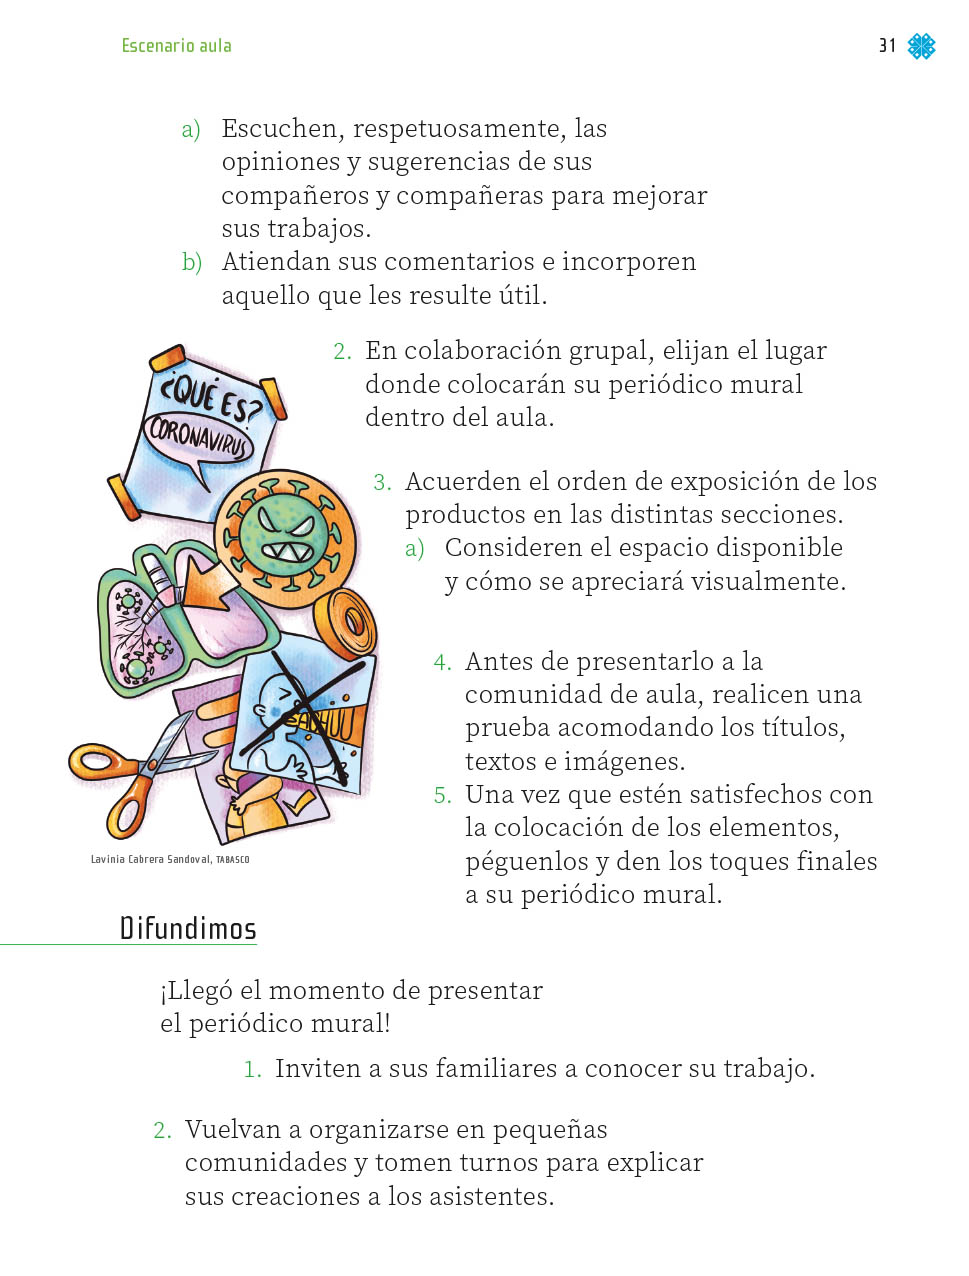 Escenario aula
31
a) Escuchen, respetuosamente, las
opiniones y sugerencias de sus
compañeros y compañeras para mejorar
sus trabajos.
b) Atiendan sus comentarios e incorporen
aquello que les resulte útil.
2. En colaboración grupal, elijan el lugar
donde colocarán su periódico mural
dentro del aula.
¿QUÉ ES?
CORONAVIRUS
3. Acuerden el orden de exposición de los
productos en las distintas secciones.
a) Consideren el espacio disponible
y cómo se apreciará visualmente.
4. Antes de presentarlo a la
comunidad de aula, realicen una
prueba acomodando los títulos,
textos e imágenes.
5. Una vez que estén satisfechos con
la colocación de los elementos,
péguenlos y den los toques finales
a su periódico mural.
Lavinia Cabrera Sandoval, TABASCO
Difundimos
¡Llegó el momento de presentar
el periódico mural!
1. Inviten a sus familiares a conocer su trabajo.
2. Vuelvan a organizarse en pequeñas
comunidades y tomen turnos para explicar
sus creaciones a los asistentes.